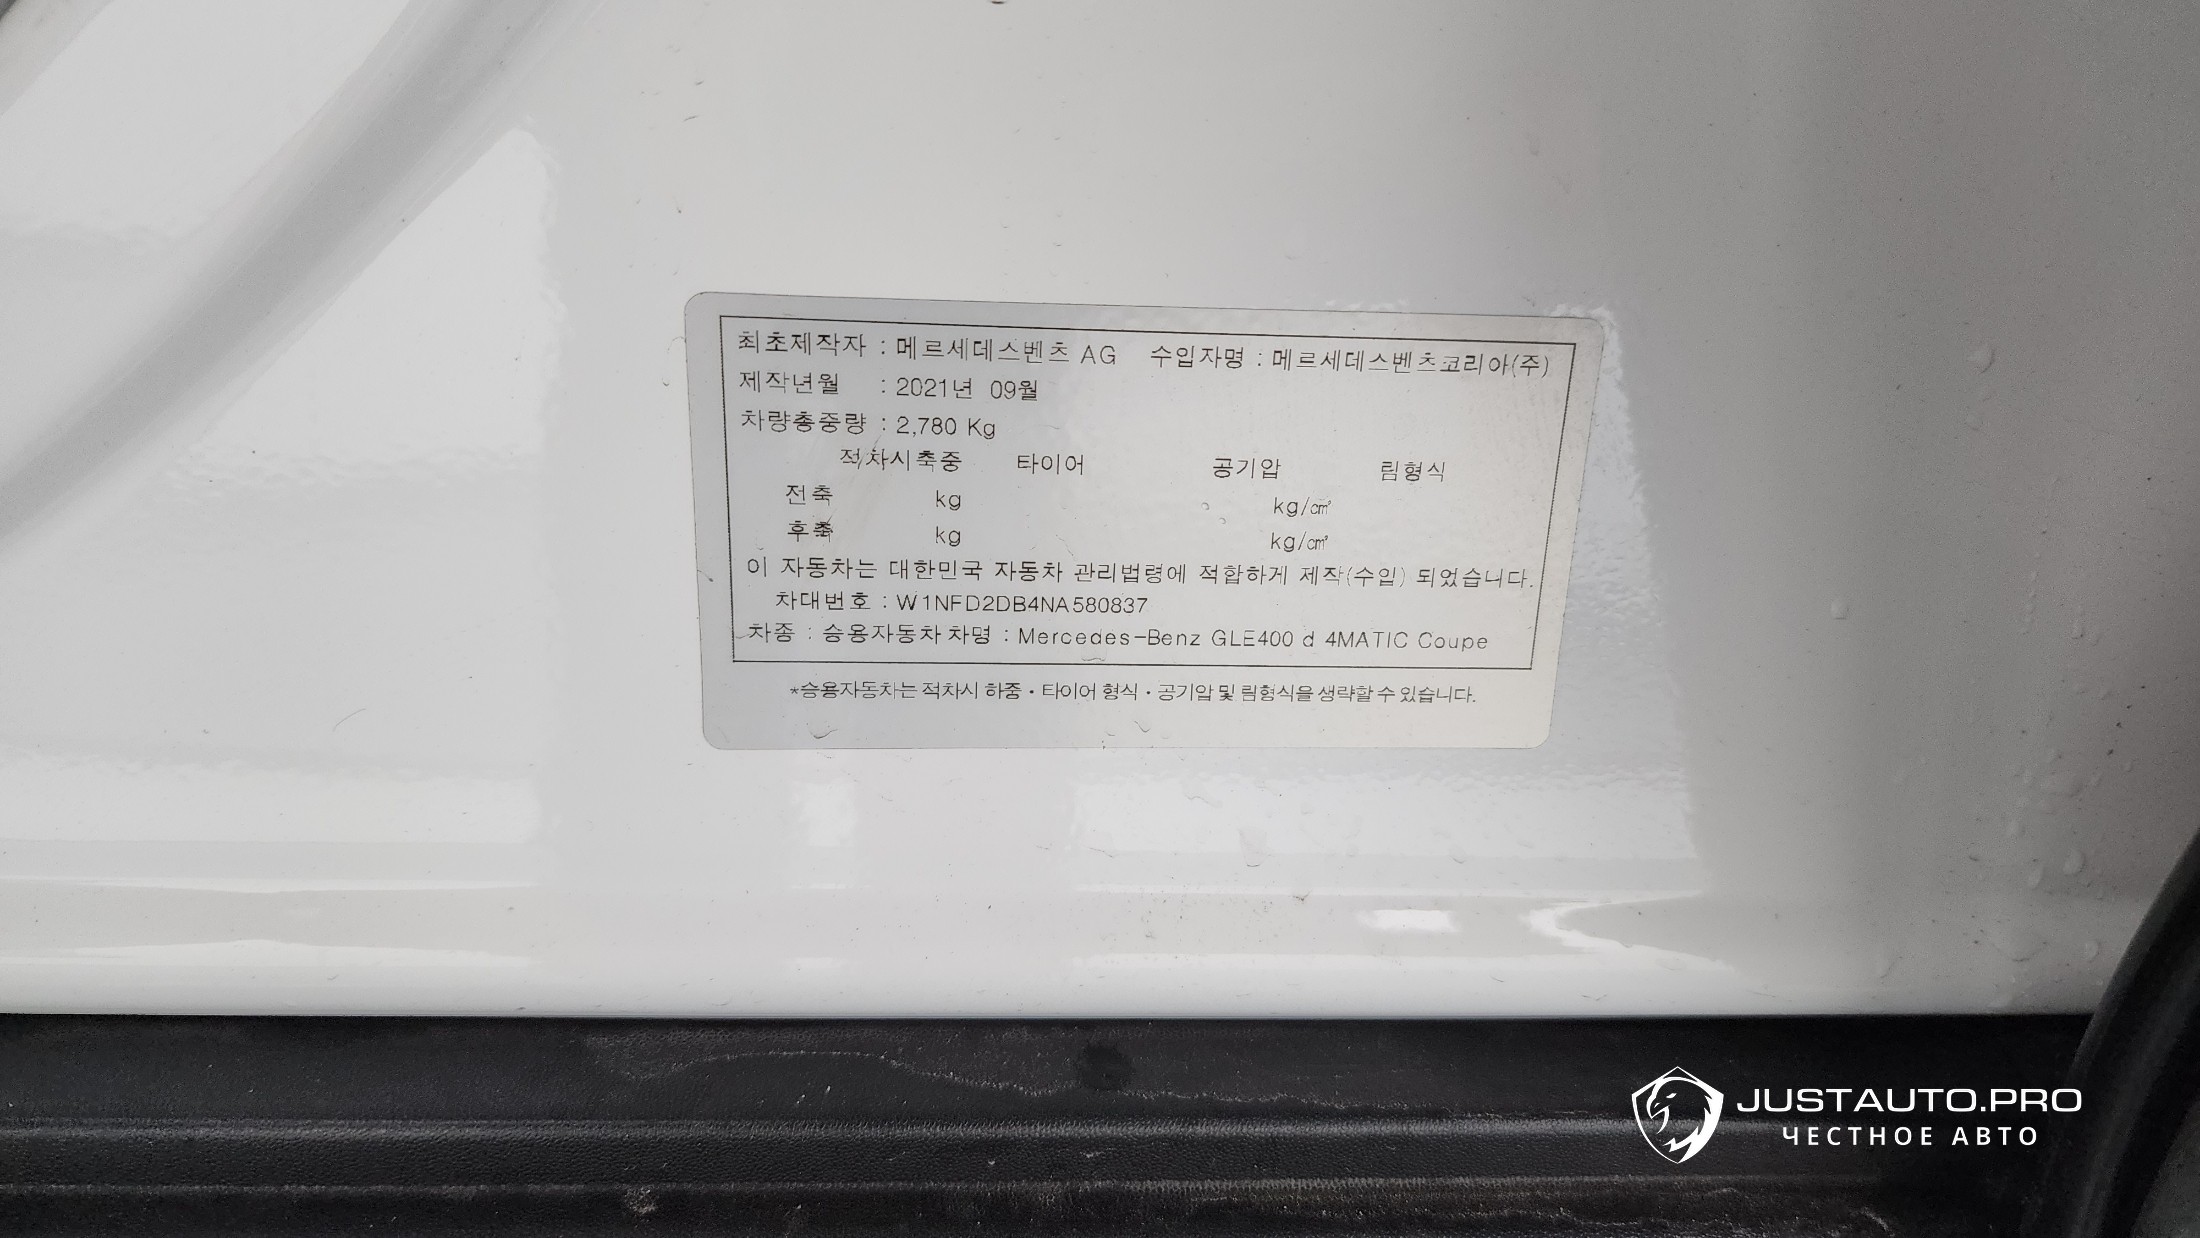 최초제작자 : 메르세데스벤츠 AG 수입자명 : 메르세데스벤츠코리아(주)
제작년월 : 2021년 09월
차량총중량 : 2,780 Kg
적차시축중 타이어 공기압 림형식
전축 kg kg/㎠
후축 kg kg/㎠
이 자동차는 대한민국 자동차 관리법령에 적합하게 제작(수입) 되었습니다.
차대번호 : W1NFD2DB4NA580837
차종 : 승용자동차 차명 : Mercedes-Benz GLE400 d 4MATIC Coupe
*승용자동차는 적차시 하중·타이어 형식·공기압 및 림형식을 생략할 수 있습니다.
JUSTAUTO.PRO
ЧЕСТНОЕ АВТО